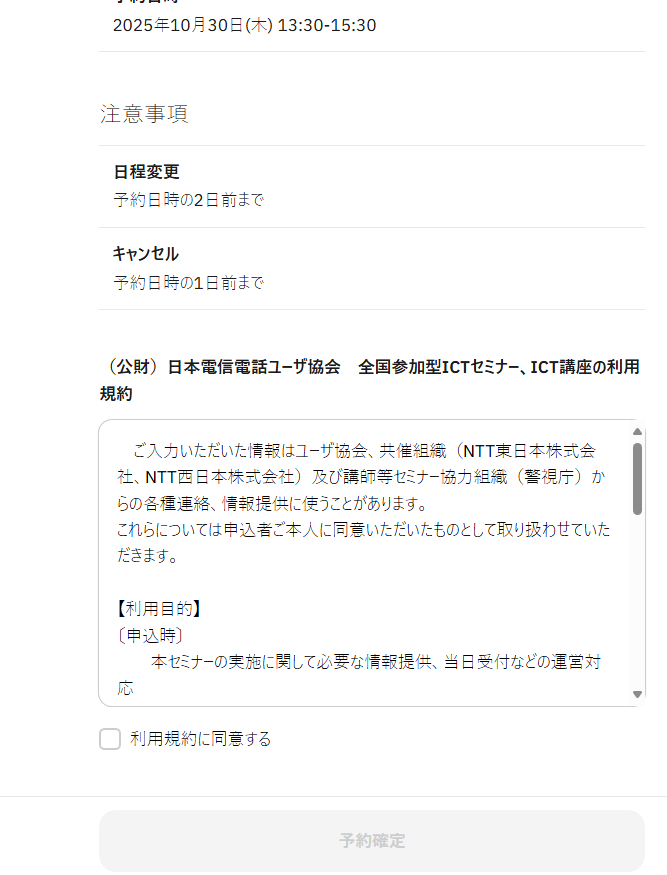 2025年10月30日(木) 13:30-15:30
注意事項
日程変更
予約日時の2日前まで
キャンセル
予約日時の1日前まで
（公財）日本電信電話ユーザ協会　全国参加型ICTセミナー、ICT講座の利用
規約
ご入力いただいた情報はユーザ協会、共催組織（NTT東日本株式会
社、NTT西日本株式会社）及び講師等セミナー協力組織（警視庁）か
らの各種連絡、情報提供に使うことがあります。
これらについては申込者ご本人に同意いただいたものとして取り扱わせていた
だきます。
【利用目的】
〔申込時〕
本セミナーの実施に関して必要な情報提供、当日受付などの運営対
応
利用規約に同意する
予約確定